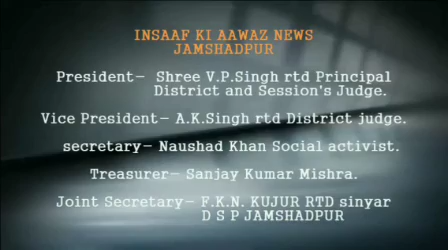 INSAAF KI AAWAZ NEWS
JAMSHADPUR
President— Shree V.P.Singh rtd Principal
District and Session's Judge.
Vice President— A.K.Singh rtd District judge.
secretary— Naushad Khan Social activist.
Treasurer— Sanjay Kumar Mishra.
Joint Secretary— F.K.N. KUJUR RTD sinyar
D S P JAMSHADPUR